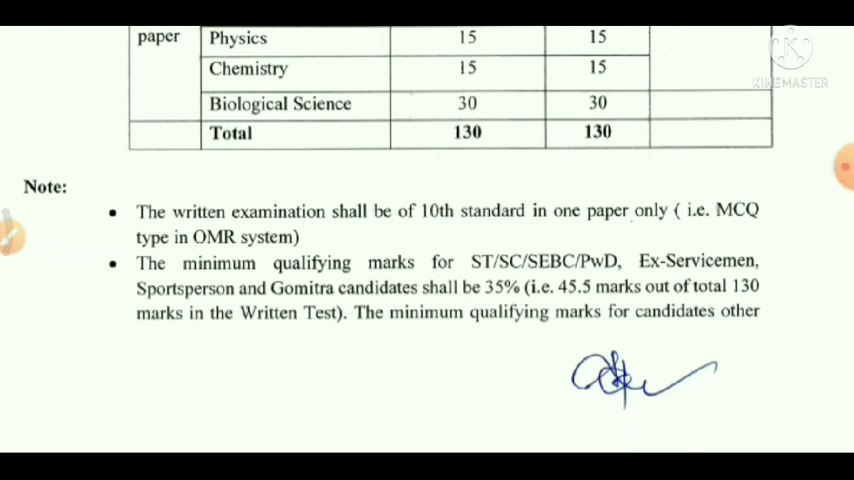 paper Physics 15 15
Chemistry 15 15
Biological Science 30 30
Total 130 130
KINEMASTER
Note:
• The written examination shall be of 10th standard in one paper only ( i.e. MCQ
type in OMR system)
• The minimum qualifying marks for ST/SC/SEBC/PwD, Ex-Servicemen,
Sportsperson and Gomitra candidates shall be 35% (i.e. 45.5 marks out of total 130
marks in the Written Test). The minimum qualifying marks for candidates other